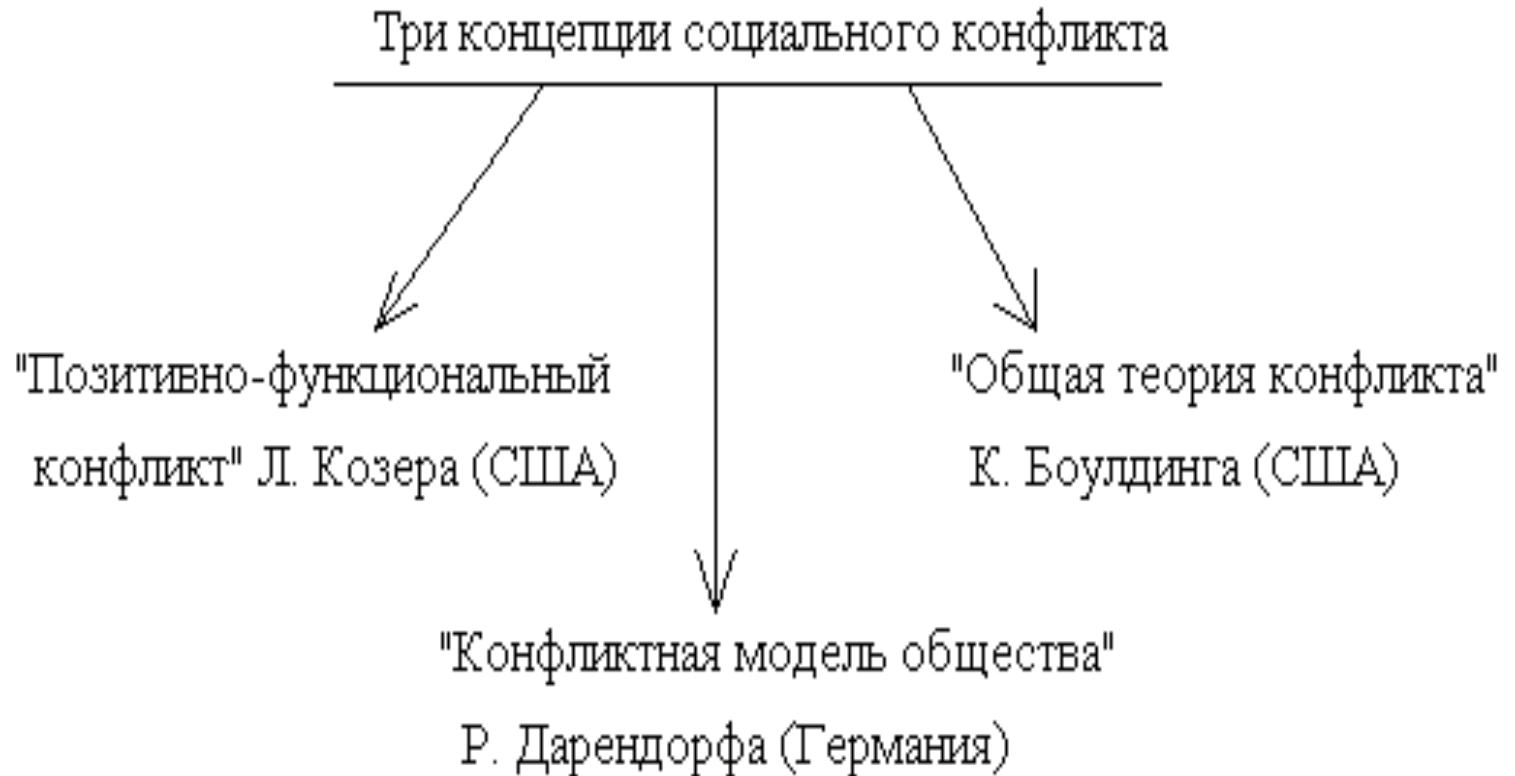 Три концепции социального конфликта
"Позитивно-функциональный
конфликт" Л. Козера (США)
"Общая теория конфликта"
К. Боулдинга (США)
"Конфликтная модель общества"
Р. Дарендорфа (Германия)